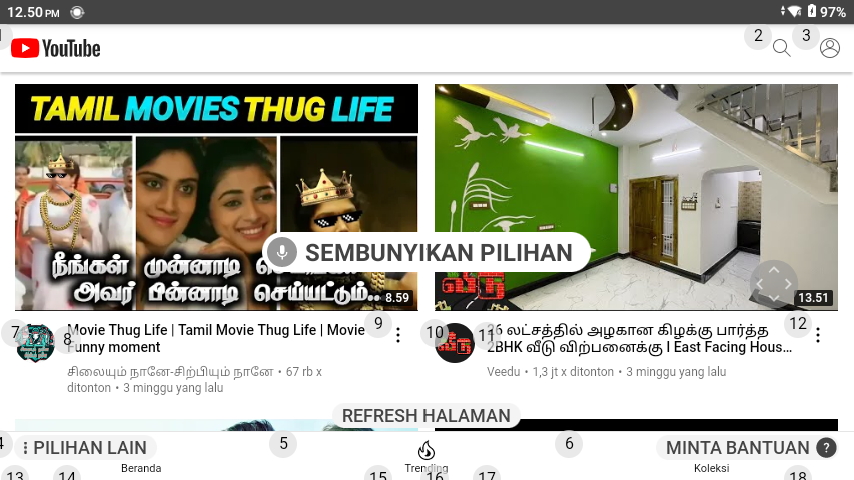 12.50 PM
97%
1
YouTube
2
3
TAMIL MOVIES THUG LIFE
SEMBUNYIKAN PILIHAN
நீங்கள் முன்னாடி
அவர் பின்னாடி செய்யட்டும்..
8.59
13.51
7
8
Movie Thug Life | Tamil Movie Thug Life | Movie
Funny moment
9
சிலையும் நானே-சிற்பியும் நானே • 67 rb x
ditonton • 3 minggu yang lalu
10
11
26 லட்சத்தில் அழகான கிழக்கு பார்த்த
2BHK வீடு விற்பனைக்கு I East Facing Hous...
12
Veedu • 1,3 jt x ditonton • 3 minggu yang lalu
REFRESH HALAMAN
4
PILIHAN LAIN
5
6
MINTA BANTUAN
?
Beranda
Trending
Koleksi
13
14
15
16
17
18